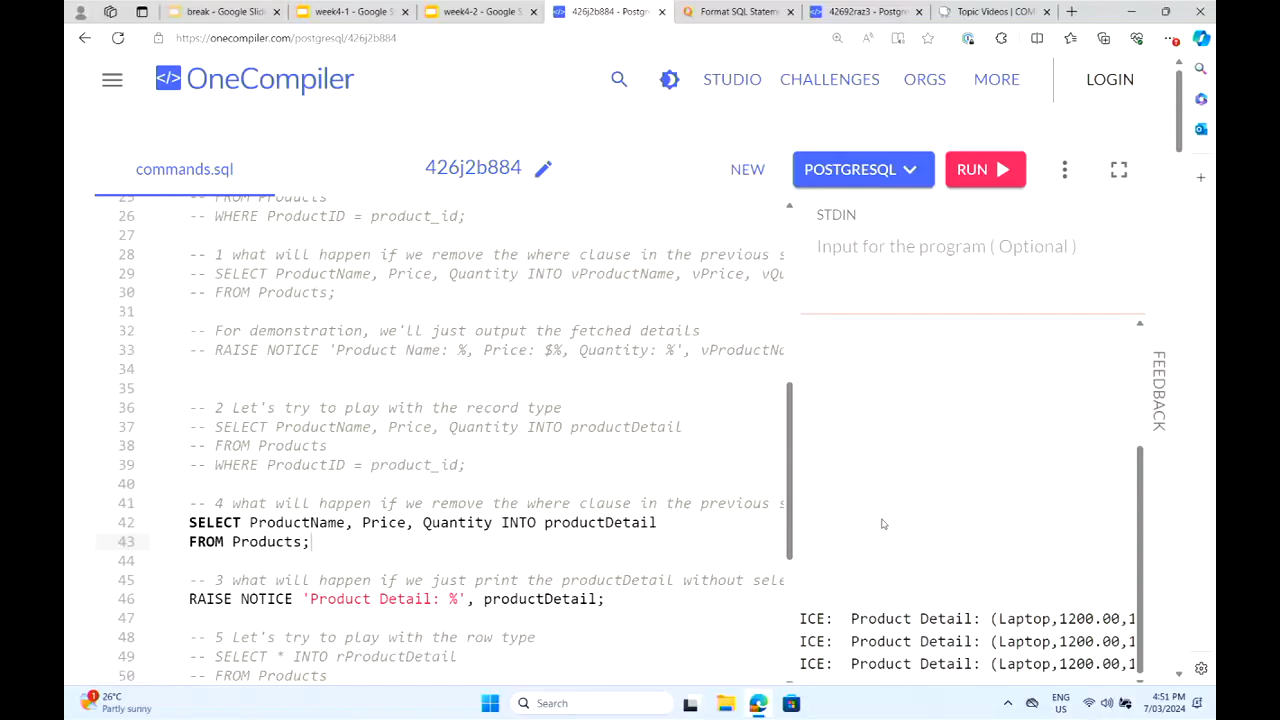 break - Google Slid
week4-1 - Google S
week4-2 - Google S
426j2b884 - Postgr
Format SQL Stateme
42692raz3 - Postgre
Topic Videos | COM
https://onecompiler.com/postgresql/426j2b884
OneCompiler
STUDIO
CHALLENGES
ORGS
MORE
LOGIN
commands.sql
426j2b884
NEW
POSTGRESQL
RUN
25 -- FROM Products
26 -- WHERE ProductID = product_id;
27
28 -- 1 what will happen if we remove the where clause in the previous s
29 -- SELECT ProductName, Price, Quantity INTO vProductName, vPrice, vQu
30 -- FROM Products;
31
32 -- For demonstration, we'll just output the fetched details
33 -- RAISE NOTICE 'Product Name: %, Price: $%, Quantity: %', vProductNa
34
35
36 -- 2 Let's try to play with the record type
37 -- SELECT ProductName, Price, Quantity INTO productDetail
38 -- FROM Products
39 -- WHERE ProductID = product_id;
40
41 -- 4 what will happen if we remove the where clause in the previous s
42 SELECT ProductName, Price, Quantity INTO productDetail
43 FROM Products;
44
45 -- 3 what will happen if we just print the productDetail without sele
46 RAISE NOTICE 'Product Detail: %', productDetail;
47
48 -- 5 Let's try to play with the row type
49 -- SELECT * INTO rProductDetail
50 -- FROM Products
STDIN
Input for the program ( Optional )
ICE:  Product Detail: (Laptop,1200.00,1
ICE:  Product Detail: (Laptop,1200.00,1
ICE:  Product Detail: (Laptop,1200.00,1
FEEDBACK
1
26°C
Partly sunny
Search
ENG
US
4:51 PM
7/03/2024